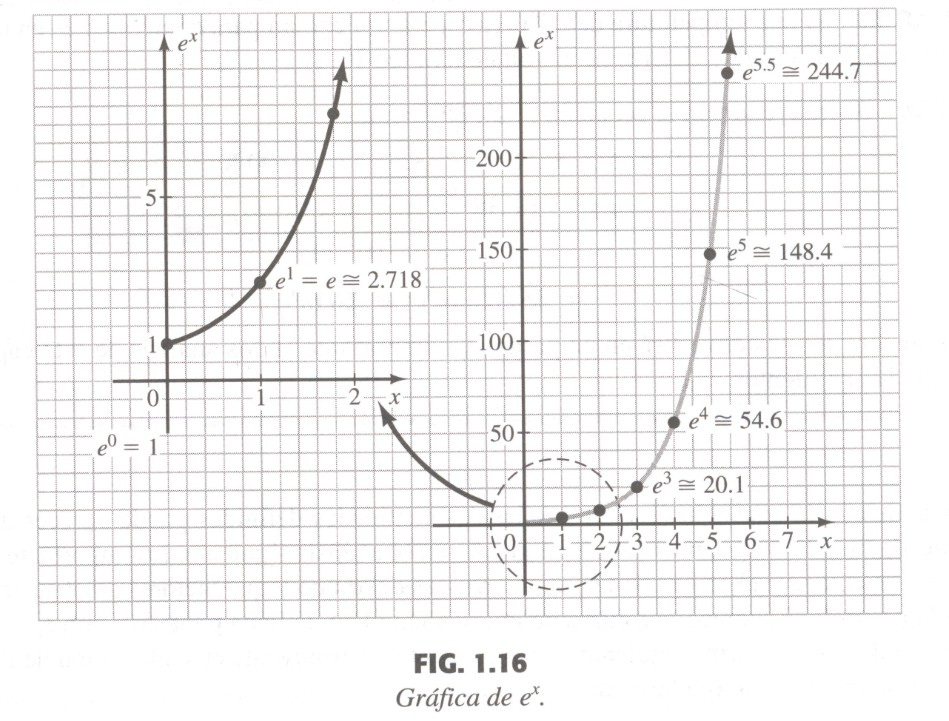 e^x
5
e^1 = e ≅ 2.718
1
0 1 2 x
e^0 = 1
e^x
e^5.5 ≅ 244.7
200
150
e^5 ≅ 148.4
100
e^4 ≅ 54.6
50
e^3 ≅ 20.1
0 1 2 3 4 5 6 7 x
FIG. 1.16
Gráfica de e^x.